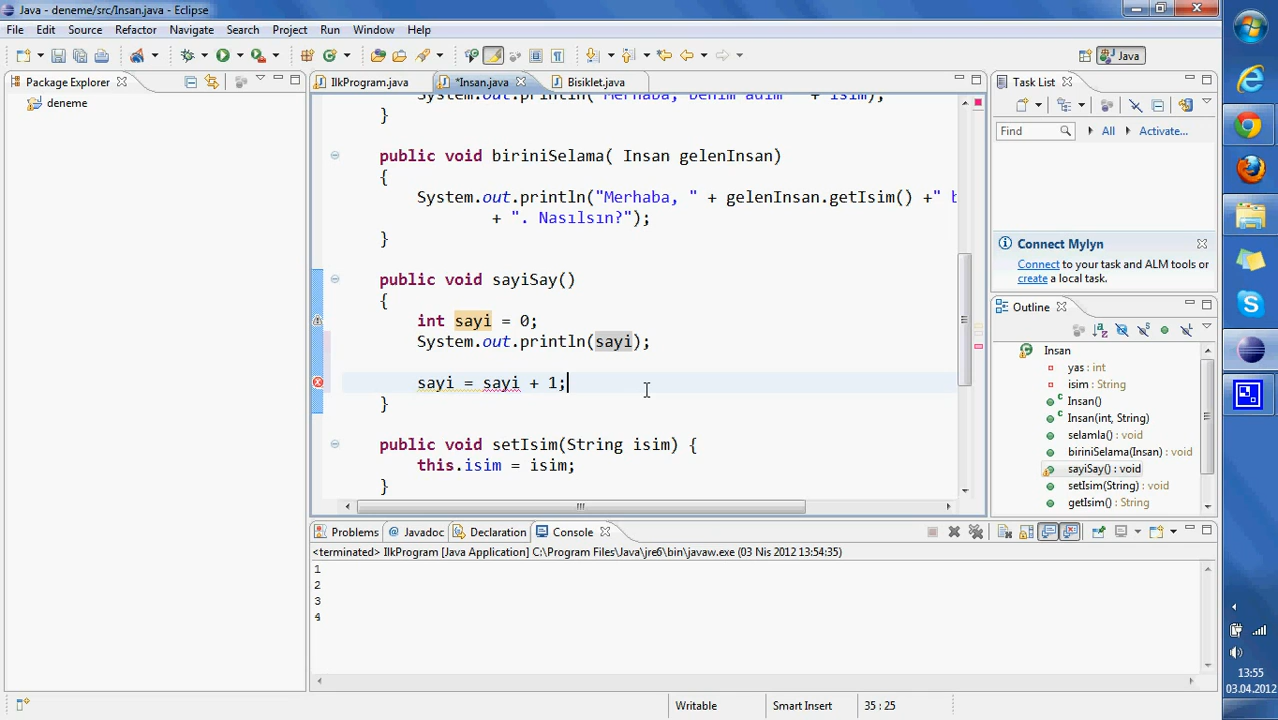 Java - deneme/src/Insan.java - Eclipse
File Edit Source Refactor Navigate Search Project Run Window Help
Java
Package Explorer
deneme
IlkProgram.java *Insan.java Bisiklet.java
System.out.println("Merhaba, benim adım " + isim);
}
public void biriniSelama( Insan gelenInsan)
{
System.out.println("Merhaba, " + gelenInsan.getIsim() +" b
+ ". Nasılsın?");
}
public void sayiSay()
{
int sayi = 0;
System.out.println(sayi);
sayi = sayi + 1;
}
public void setIsim(String isim) {
this.isim = isim;
}
Task List
Find All Activate...
Connect Mylyn
Connect to your task and ALM tools or
create a local task.
Outline
Insan
yas : int
isim : String
Insan()
Insan(int, String)
selamla() : void
biriniSelama(Insan) : void
sayiSay() : void
setIsim(String) : void
getIsim() : String
Problems Javadoc Declaration Console
<terminated> IlkProgram [Java Application] C:\Program Files\Java\jre6\bin\javaw.exe (03 Nis 2012 13:54:35)
1
2
3
4
Writable Smart Insert 35 : 25
13:55
03.04.2012